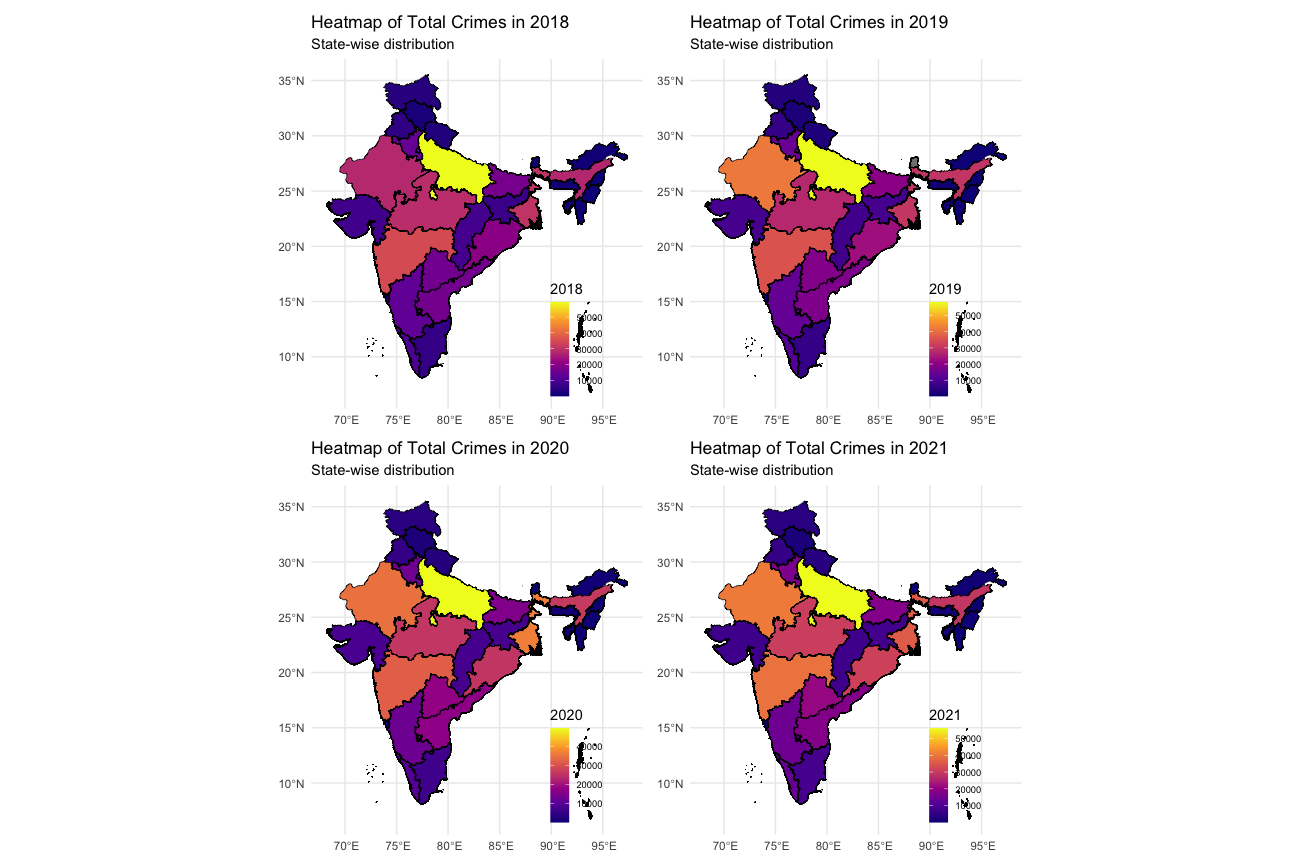 Heatmap of Total Crimes in 2018
State-wise distribution
35°N
30°N
25°N
20°N
15°N
10°N
2018
50000
40000
30000
20000
10000
70°E 75°E 80°E 85°E 90°E 95°E
Heatmap of Total Crimes in 2019
State-wise distribution
35°N
30°N
25°N
20°N
15°N
10°N
2019
50000
40000
30000
20000
10000
70°E 75°E 80°E 85°E 90°E 95°E
Heatmap of Total Crimes in 2020
State-wise distribution
35°N
30°N
25°N
20°N
15°N
10°N
2020
40000
30000
20000
10000
70°E 75°E 80°E 85°E 90°E 95°E
Heatmap of Total Crimes in 2021
State-wise distribution
35°N
30°N
25°N
20°N
15°N
10°N
2021
50000
40000
30000
20000
10000
70°E 75°E 80°E 85°E 90°E 95°E